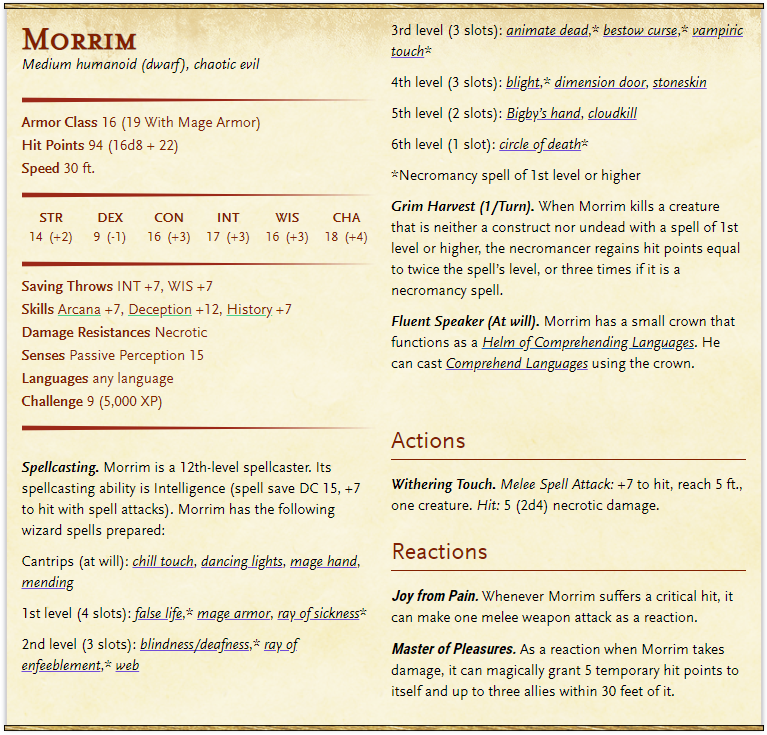 Morrim
Medium humanoid (dwarf), chaotic evil
Armor Class 16 (19 With Mage Armor)
Hit Points 94 (16d8 + 22)
Speed 30 ft.
STR DEX CON INT WIS CHA
14 (+2) 9 (-1) 16 (+3) 17 (+3) 16 (+3) 18 (+4)
Saving Throws INT +7, WIS +7
Skills Arcana +7, Deception +12, History +7
Damage Resistances Necrotic
Senses Passive Perception 15
Languages any language
Challenge 9 (5,000 XP)
Spellcasting. Morrim is a 12th-level spellcaster. Its
spellcasting ability is Intelligence (spell save DC 15, +7
to hit with spell attacks). Morrim has the following
wizard spells prepared:
Cantrips (at will): chill touch, dancing lights, mage hand,
mending
1st level (4 slots): false life,* mage armor, ray of sickness*
2nd level (3 slots): blindness/deafness,* ray of
enfeeblement,* web
3rd level (3 slots): animate dead,* bestow curse,* vampiric
touch*
4th level (3 slots): blight,* dimension door, stoneskin
5th level (2 slots): Bigby's hand, cloudkill
6th level (1 slot): circle of death*
*Necromancy spell of 1st level or higher
Grim Harvest (1/Turn). When Morrim kills a creature
that is neither a construct nor undead with a spell of 1st
level or higher, the necromancer regains hit points equal
to twice the spell's level, or three times if it is a
necromancy spell.
Fluent Speaker (At will). Morrim has a small crown that
functions as a Helm of Comprehending Languages. He
can cast Comprehend Languages using the crown.
Actions
Withering Touch. Melee Spell Attack: +7 to hit, reach 5 ft.,
one creature. Hit: 5 (2d4) necrotic damage.
Reactions
Joy from Pain. Whenever Morrim suffers a critical hit, it
can make one melee weapon attack as a reaction.
Master of Pleasures. As a reaction when Morrim takes
damage, it can magically grant 5 temporary hit points to
itself and up to three allies within 30 feet of it.